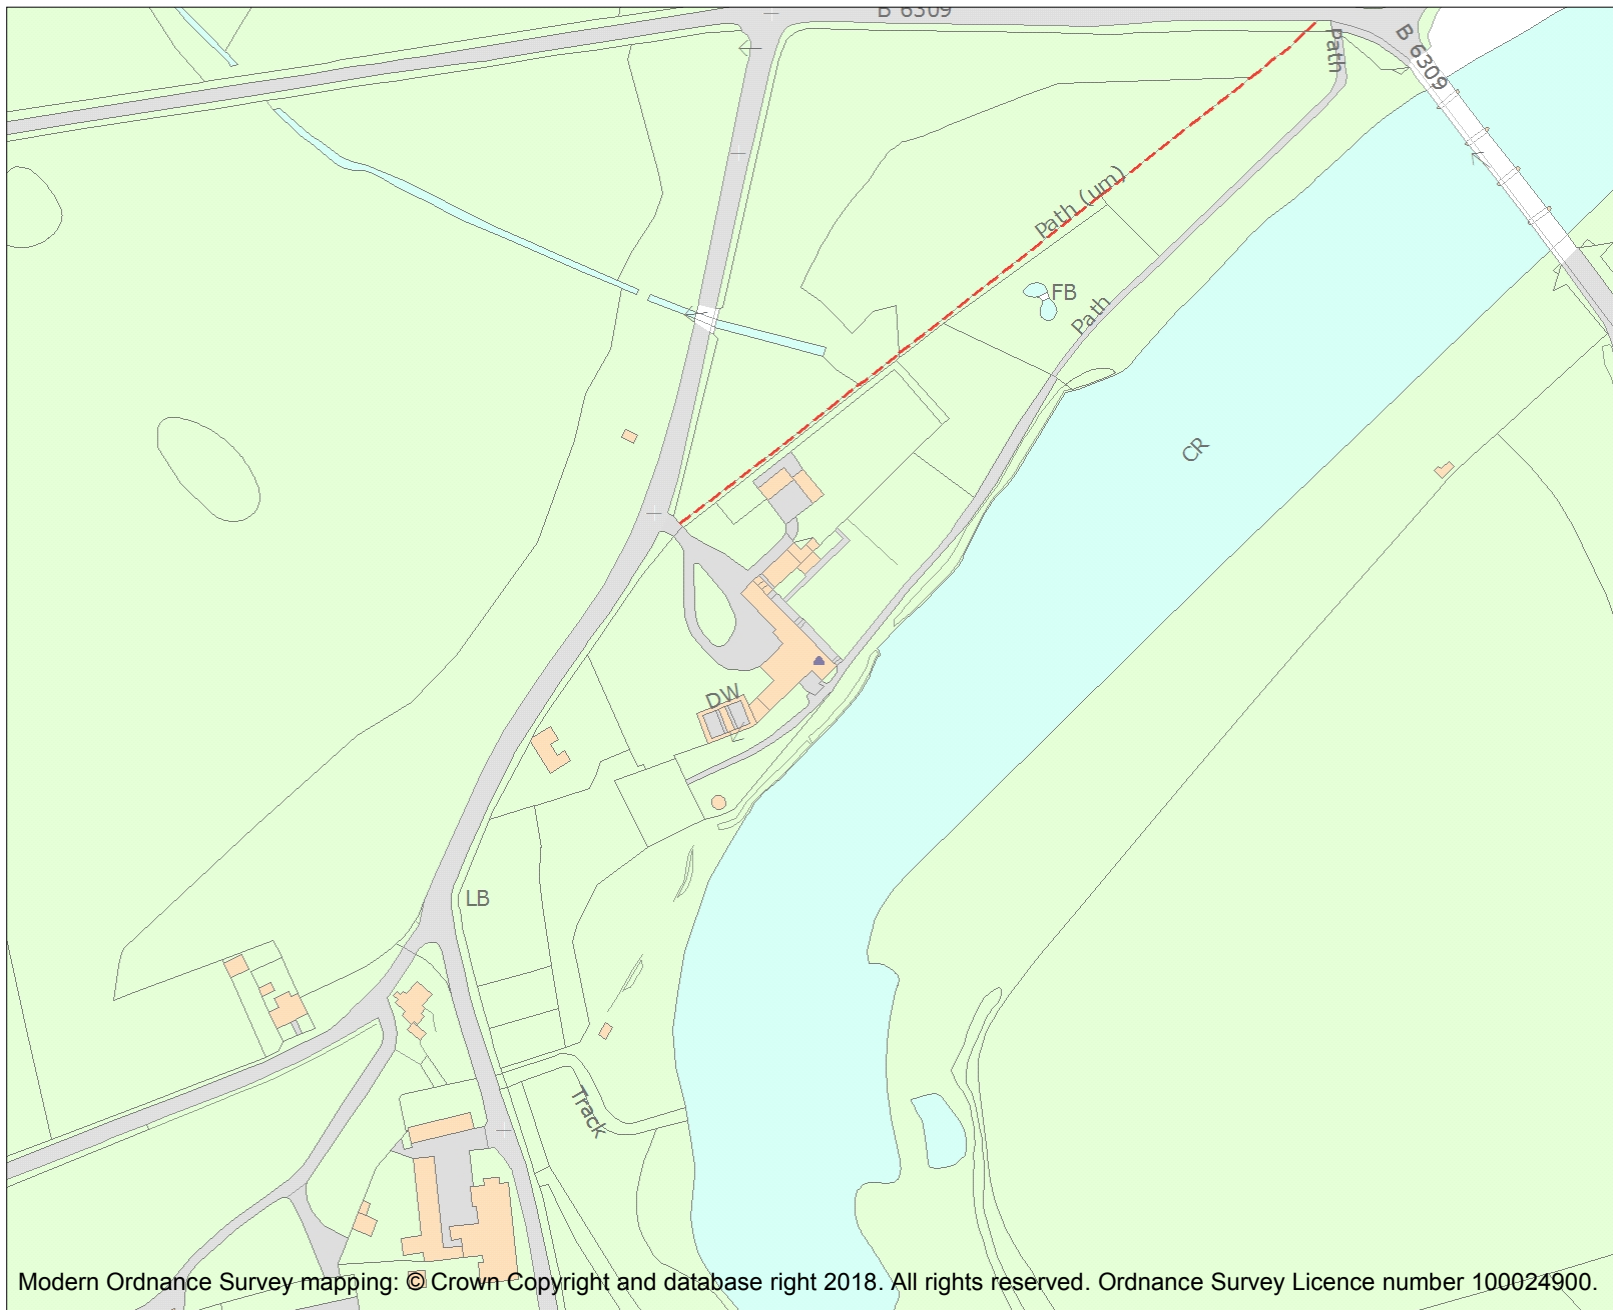 B 6309
Path
B 6309
Path (um)
FB
Path
CR
DW
LB
Track
Modern Ordnance Survey mapping: © Crown Copyright and database right 2018. All rights reserved. Ordnance Survey Licence number 100024900.